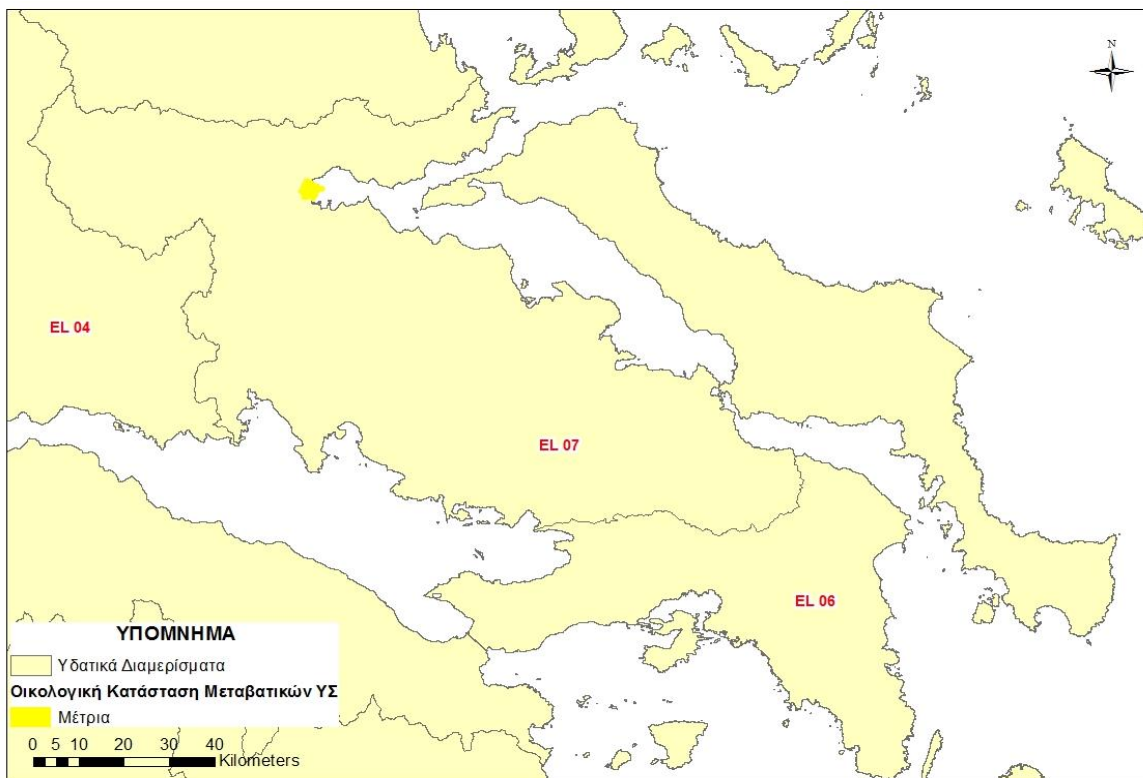 N
EL 04
EL 07
EL 06
ΥΠΟΜΝΗΜΑ
Υδατικά Διαμερίσματα
Οικολογική Κατάσταση Μεταβατικών ΥΣ
Μέτρια
0 5 10 20 30 40
Kilometers